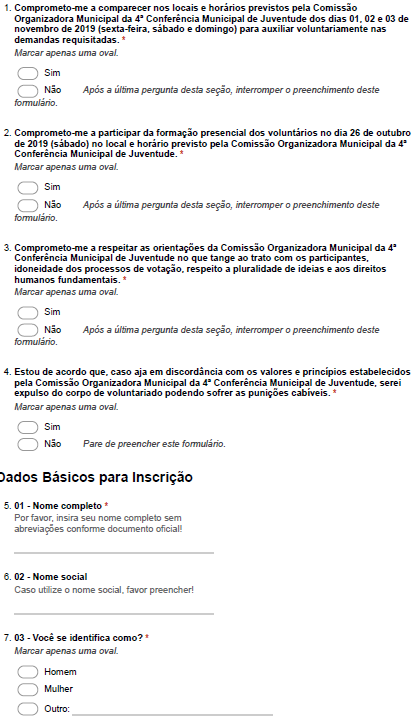 1. Comprometo-me a comparecer nos locais e horários previstos pela Comissão
Organizadora Municipal da 4ª Conferência Municipal de Juventude dos dias 01, 02 e 03 de
novembro de 2019 (sexta-feira, sábado e domingo) para auxiliar voluntariamente nas
demandas requisitadas. *
Marcar apenas uma oval.
Sim
Não Após a última pergunta desta seção, interromper o preenchimento deste
formulário.
2. Comprometo-me a participar da formação presencial dos voluntários no dia 26 de outubro
de 2019 (sábado) no local e horário previsto pela Comissão Organizadora Municipal da 4ª
Conferência Municipal de Juventude. *
Marcar apenas uma oval.
Sim
Não Após a última pergunta desta seção, interromper o preenchimento deste
formulário.
3. Comprometo-me a respeitar as orientações da Comissão Organizadora Municipal da 4ª
Conferência Municipal de Juventude no que tange ao trato com os participantes,
idoneidade dos processos de votação, respeito a pluralidade de ideias e aos direitos
humanos fundamentais. *
Marcar apenas uma oval.
Sim
Não Após a última pergunta desta seção, interromper o preenchimento deste
formulário.
4. Estou de acordo que, caso aja em discordância com os valores e princípios estabelecidos
pela Comissão Organizadora Municipal da 4ª Conferência Municipal de Juventude, serei
expulso do corpo de voluntariado podendo sofrer as punições cabíveis. *
Marcar apenas uma oval.
Sim
Não Pare de preencher este formulário.
Dados Básicos para Inscrição
5. 01 - Nome completo *
Por favor, insira seu nome completo sem
abreviações conforme documento oficial!
6. 02 - Nome social
Caso utilize o nome social, favor preencher!
7. 03 - Você se identifica como? *
Marcar apenas uma oval.
Homem
Mulher
Outro: